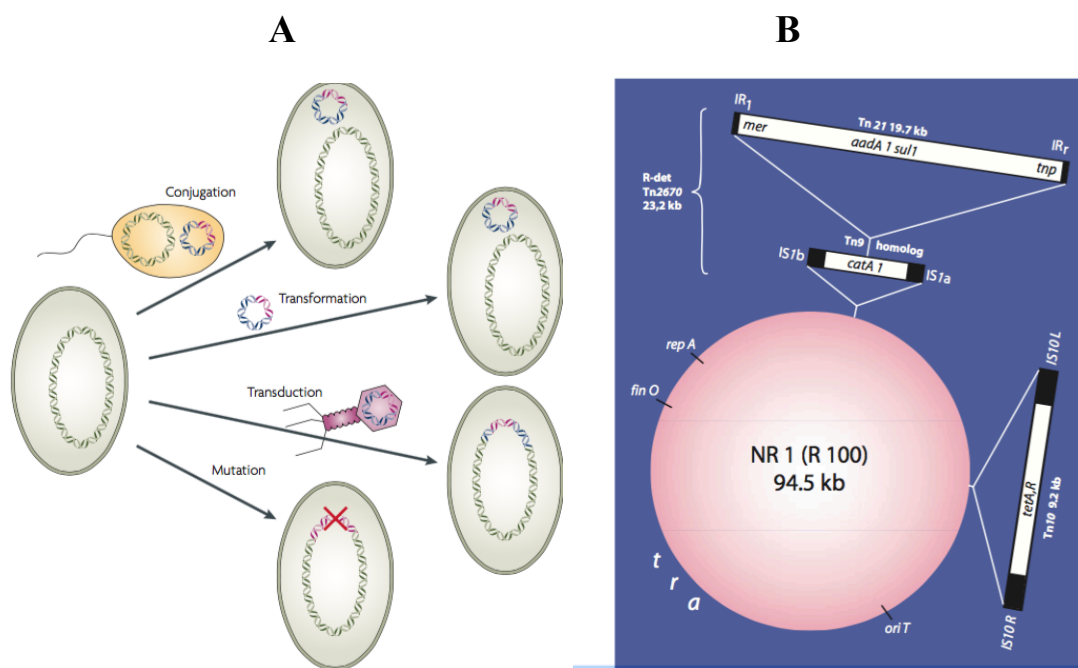 A
B
Conjugation
Transformation
Transduction
Mutation
IR1
mer
Tn 21 19.7 kb
aadA 1 sul1
IRr
tnp
R-det
Tn2670
23,2 kb
Tn9 homolog
IS1b
catA 1
IS1a
rep A
fin O
NR 1 (R 100)
94.5 kb
tra
ori T
IS10 L
tetA,R
Tn10 9.2 kb
IS10 R